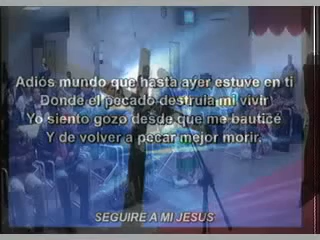 Adiós mundo que hasta ayer estuve en ti
Donde el pecado destruia mi vivir
Yo siento gozo desde que me bauticé
Y de volver a pecar mejor morir.
SEGUIRE A MI JESUS